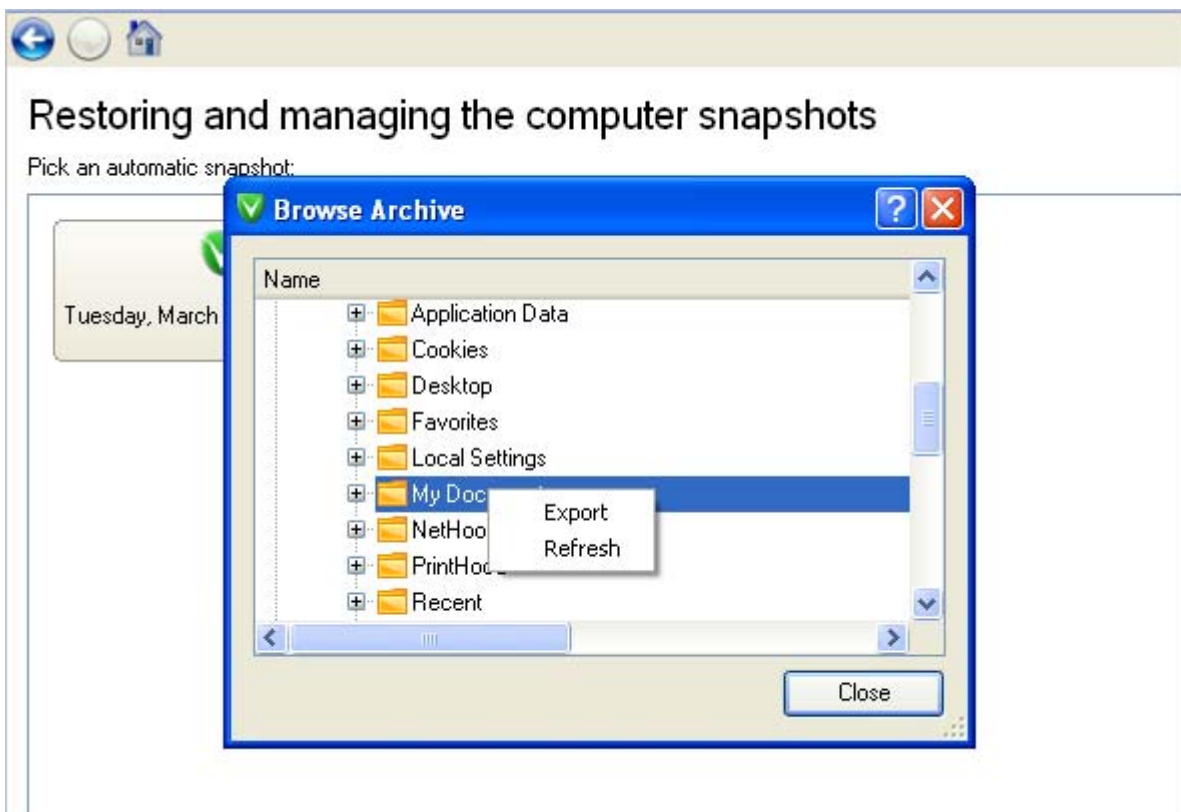 Restoring and managing the computer snapshots
Pick an automatic snapshot:
Browse Archive
Name
Tuesday, March
Application Data
Cookies
Desktop
Favorites
Local Settings
My Doc
Export
NetHoo
Refresh
PrintHoo
Recent
Close